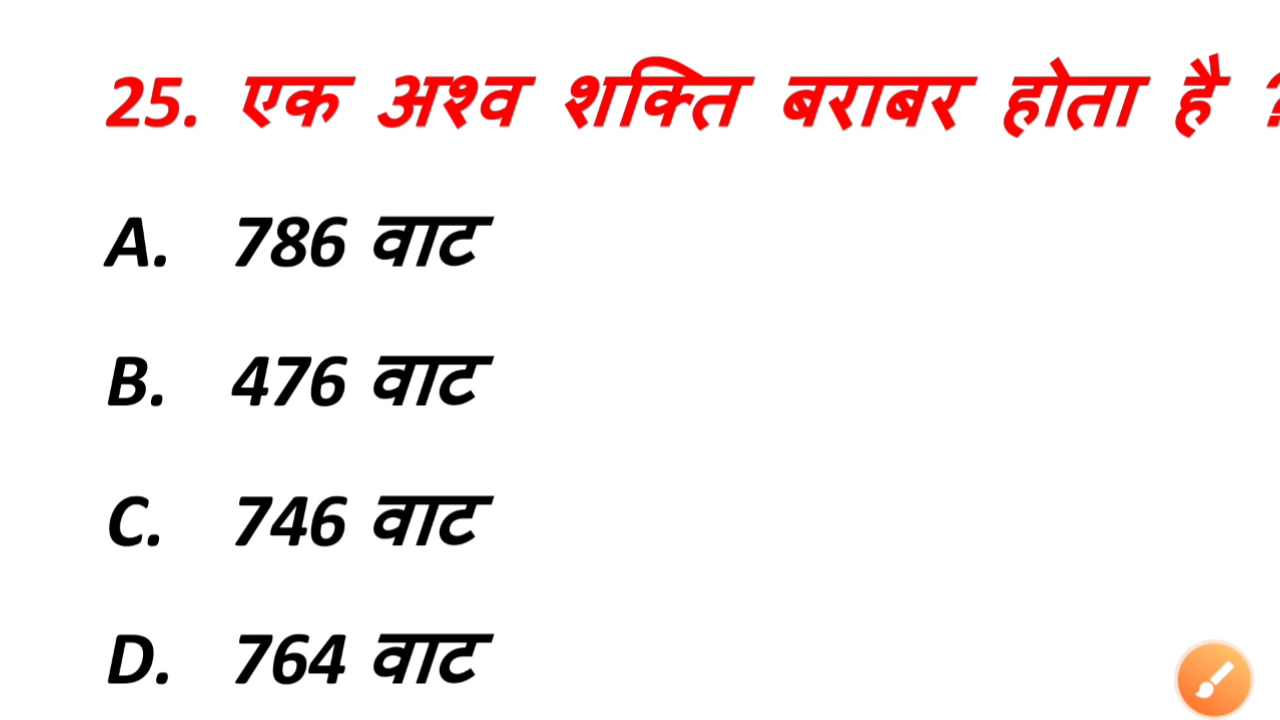 25. एक अश्व शक्ति बराबर होता है ?
A. 786 वाट
B. 476 वाट
C. 746 वाट
D. 764 वाट